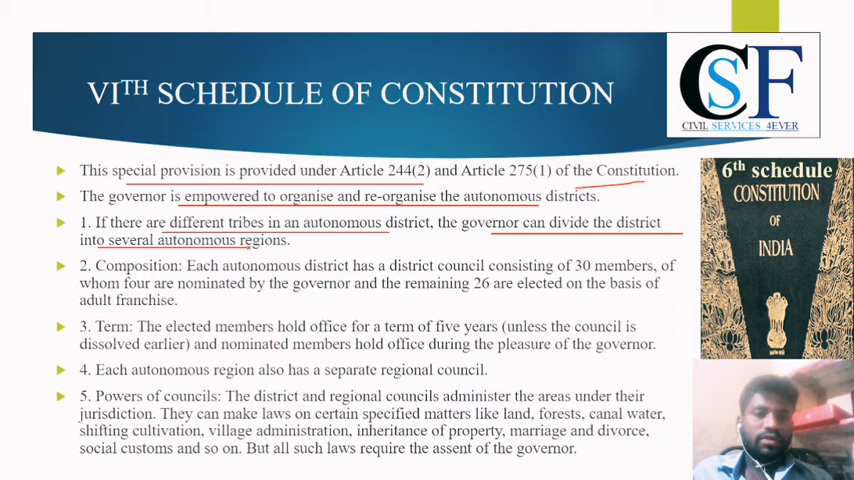 VITH SCHEDULE OF CONSTITUTION
CSF
CIVIL SERVICES 4EVER
This special provision is provided under Article 244(2) and Article 275(1) of the Constitution.
The governor is empowered to organise and re-organise the autonomous districts.
1. If there are different tribes in an autonomous district, the governor can divide the district
into several autonomous regions.
2. Composition: Each autonomous district has a district council consisting of 30 members, of
whom four are nominated by the governor and the remaining 26 are elected on the basis of
adult franchise.
3. Term: The elected members hold office for a term of five years (unless the council is
dissolved earlier) and nominated members hold office during the pleasure of the governor.
4. Each autonomous region also has a separate regional council.
5. Powers of councils: The district and regional councils administer the areas under their
jurisdiction. They can make laws on certain specified matters like land, forests, canal water,
shifting cultivation, village administration, inheritance of property, marriage and divorce,
social customs and so on. But all such laws require the assent of the governor.
6th schedule
CONSTITUTION
OF
INDIA